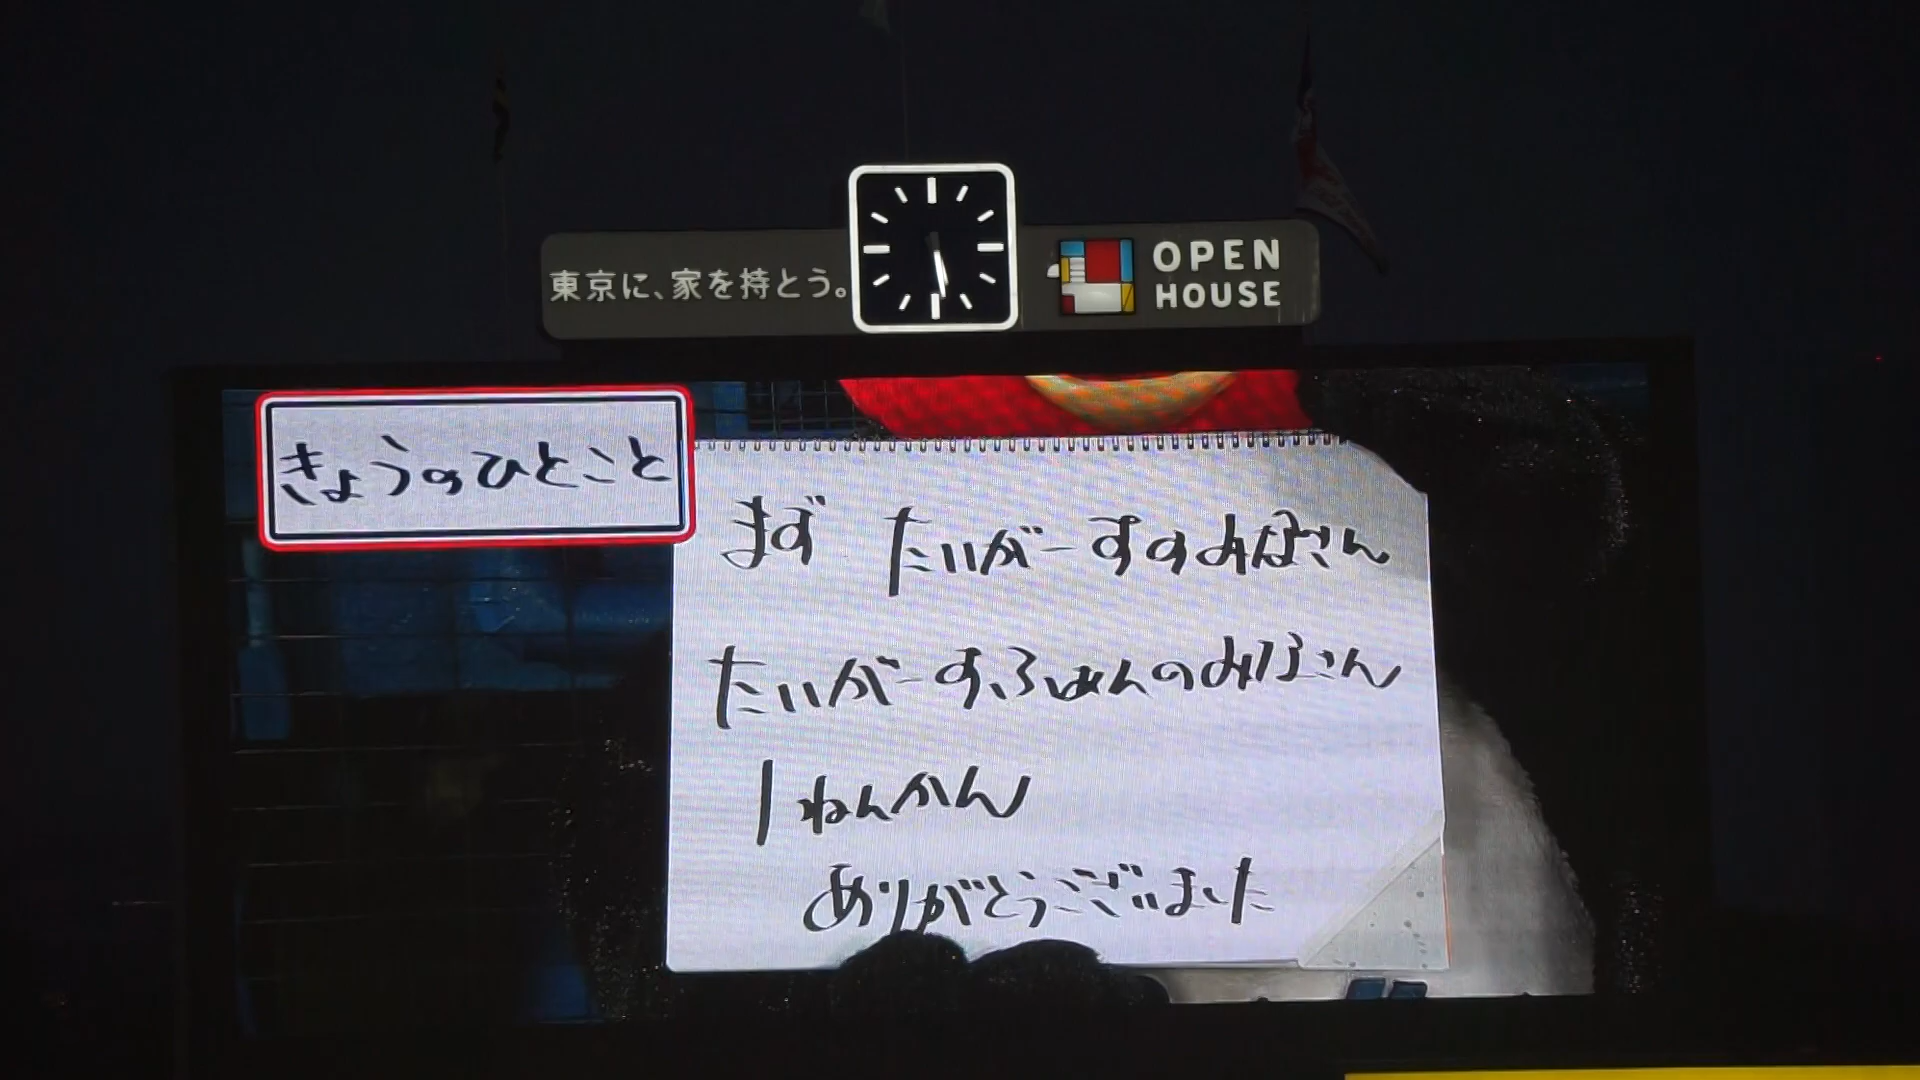 東京に、家を持とう。
OPEN
HOUSE
きょうのひとこと
まず たいがーすのみなさん
たいがーすふぁんのみなさん
1ねんかん
ありがとうございました